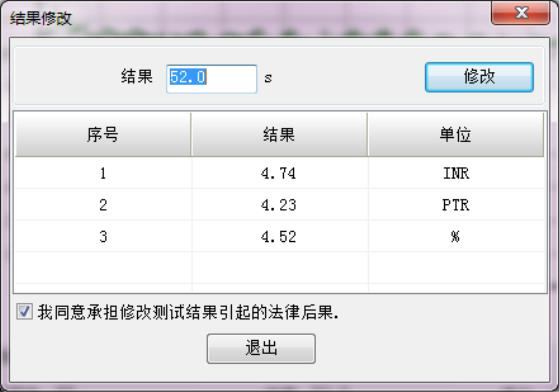 结果修改
结果 52.0 s 修改
序号 结果 单位
1 4.74 INR
2 4.23 PTR
3 4.52 %
我同意承担修改测试结果引起的法律后果.
退出